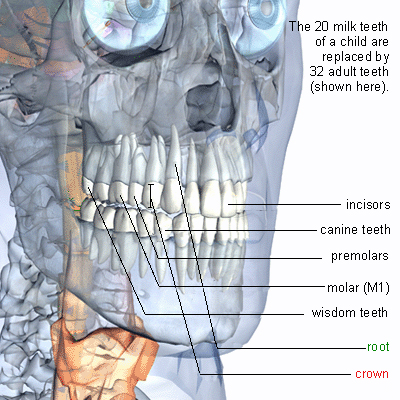 The 20 milk teeth
of a child are
replaced by
32 adult teeth
(shown here).
incisors
canine teeth
premolars
molar (M1)
wisdom teeth
root
crown